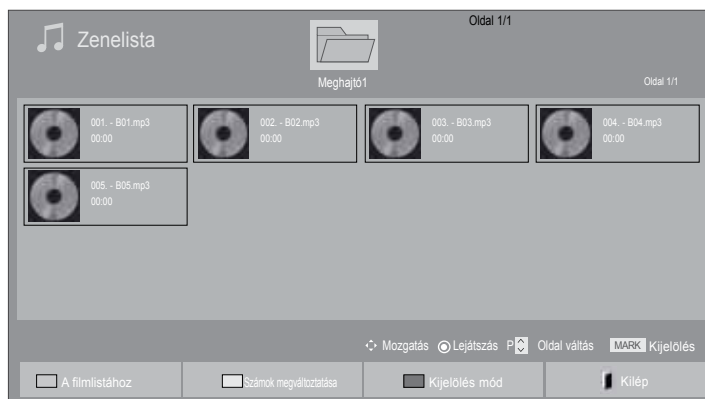 Zenelista
Oldal 1/1
Meghajtó1
Oldal 1/1
001. - B01.mp3
00:00
002. - B02.mp3
00:00
003. - B03.mp3
00:00
004. - B04.mp3
00:00
005. - B05.mp3
00:00
Mozgatás Lejátszás P Oldal váltás MARK Kijelölés
A filmlistához Számok megváltoztatása Kijelölés mód Kilép